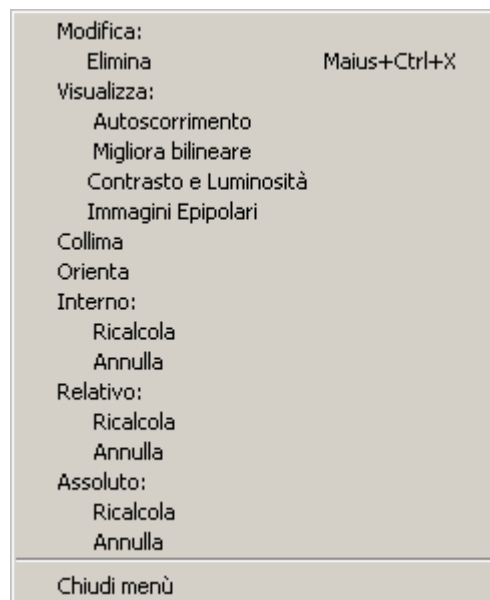 Modifica:
Elimina Maius+Ctrl+X
Visualizza:
Autoscorrimento
Migliora bilineare
Contrasto e Luminosità
Immagini Epipolari
Collima
Orienta
Interno:
Ricalcola
Annulla
Relativo:
Ricalcola
Annulla
Assoluto:
Ricalcola
Annulla
Chiudi menù